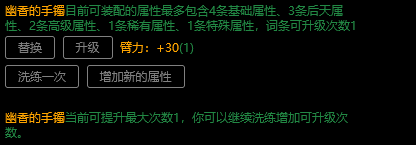 幽香的手镯目前可装配的属性最多包含4条基础属性、3条后天属
性、2条高级属性、1条稀有属性、1条特殊属性，词条可升级次数1
替换 升级 臂力：+30(1)
洗练一次 增加新的属性
幽香的手镯当前可提升最大次数1，你可以继续洗练增加可升级次
数。